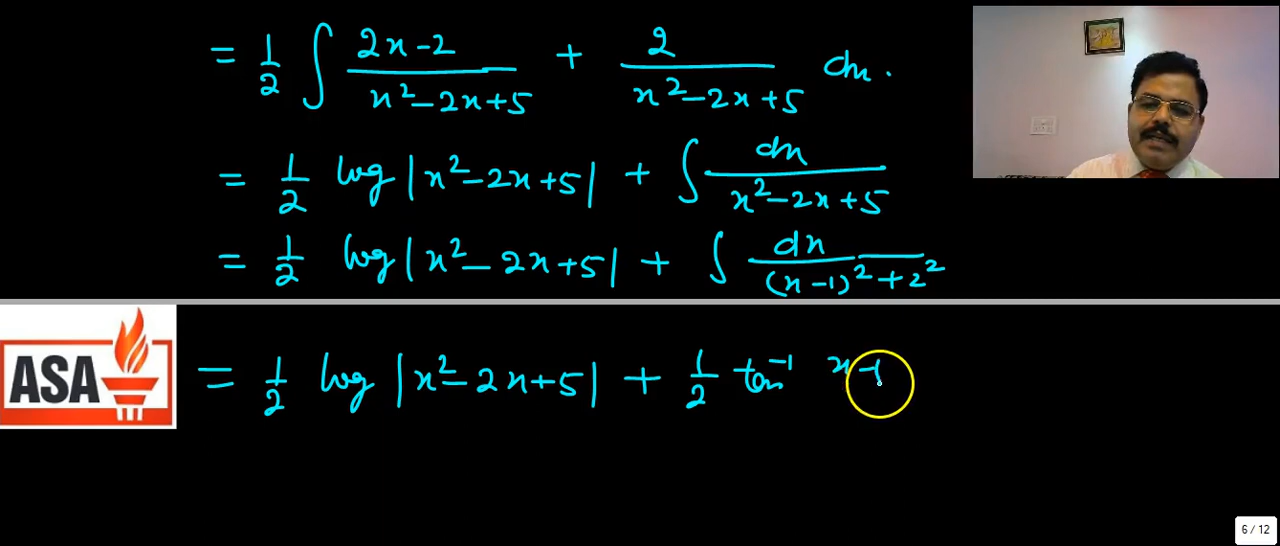 = 1/2 ∫ (2x-2)/(x²-2x+5) + 2/(x²-2x+5) dx.
= 1/2 log|x²-2x+5| + ∫ dx/(x²-2x+5)
= 1/2 log|x²-2x+5| + ∫ dx/((x-1)²+2²)
ASA
= 1/2 log|x²-2x+5| + 1/2 tan⁻¹ x-1
6 / 12